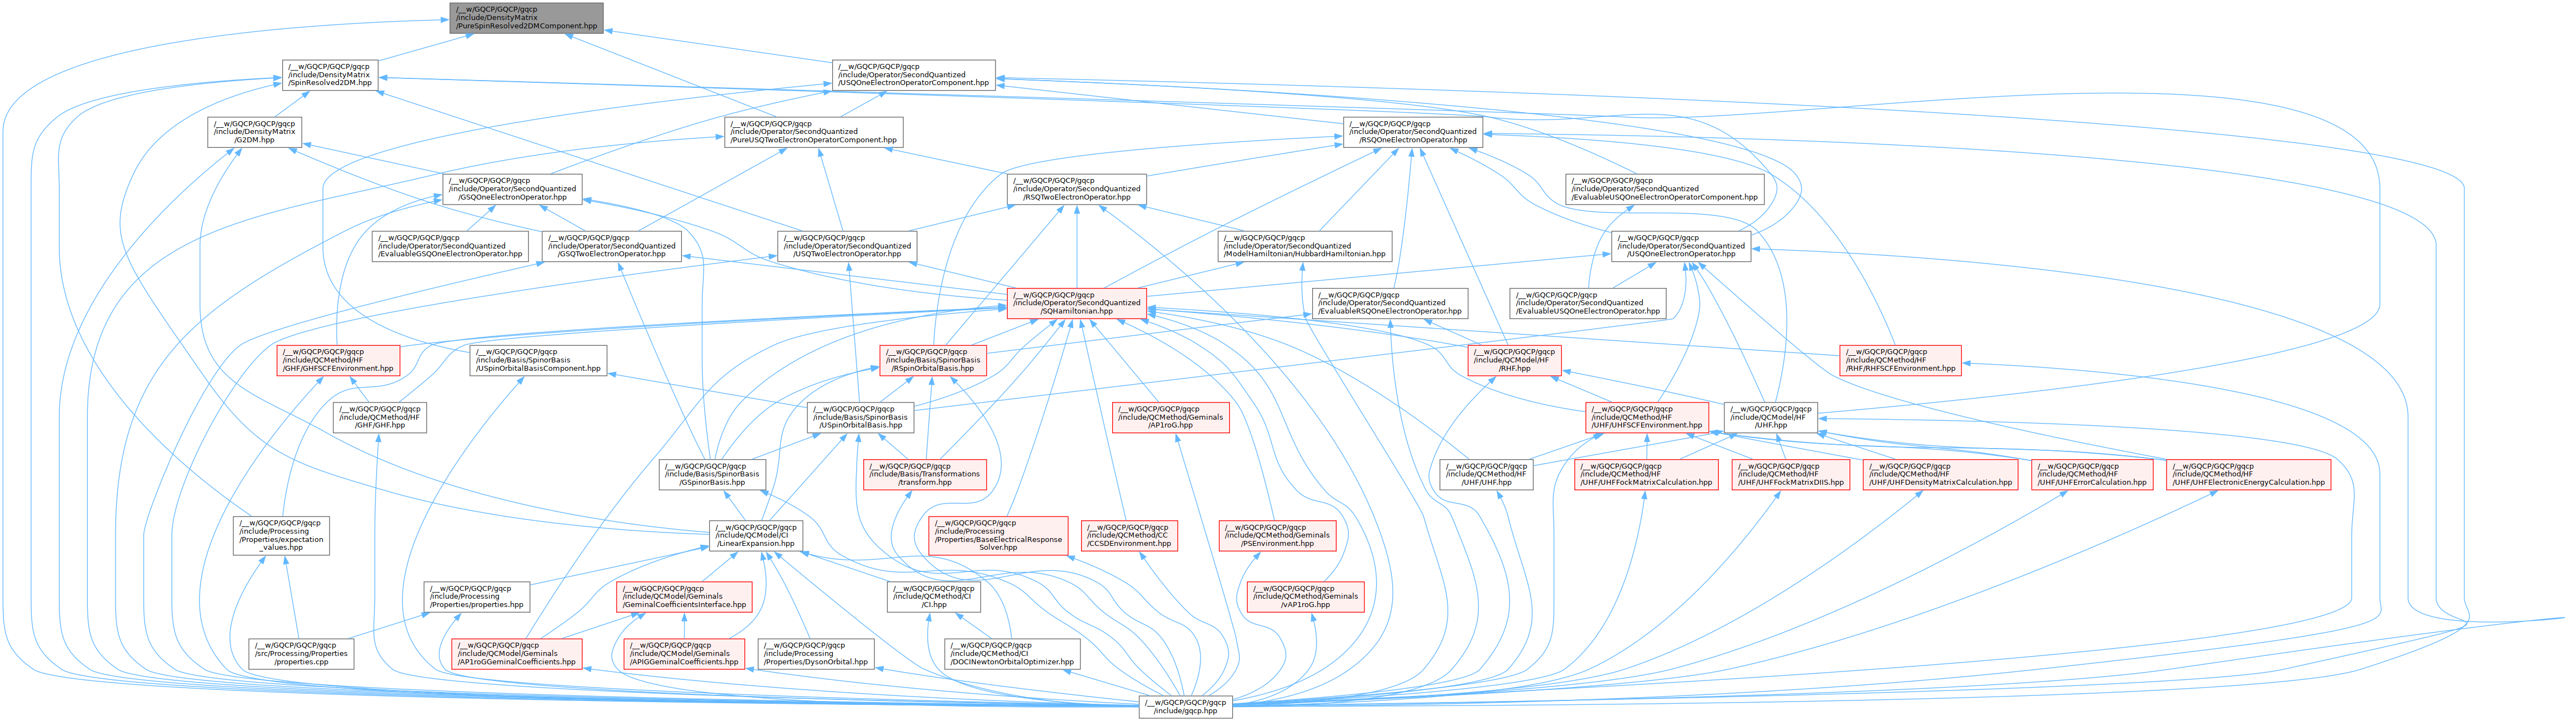 /__w/GQCP/GQCP/gqcp
/include/DensityMatrix
/PureSpinResolved2DMComponent.hpp
/__w/GQCP/GQCP/gqcp
/include/DensityMatrix
/SpinResolved2DM.hpp
/__w/GQCP/GQCP/gqcp
/include/Operator/SecondQuantized
/USQOneElectronOperatorComponent.hpp
/__w/GQCP/GQCP/gqcp
/include/DensityMatrix
/G2DM.hpp
/__w/GQCP/GQCP/gqcp
/include/Operator/SecondQuantized
/PureUSQTwoElectronOperatorComponent.hpp
/__w/GQCP/GQCP/gqcp
/include/Operator/SecondQuantized
/RSQOneElectronOperator.hpp
/__w/GQCP/GQCP/gqcp
/include/Operator/SecondQuantized
/GSQOneElectronOperator.hpp
/__w/GQCP/GQCP/gqcp
/include/Operator/SecondQuantized
/RSQTwoElectronOperator.hpp
/__w/GQCP/GQCP/gqcp
/include/Operator/SecondQuantized
/EvaluableUSQOneElectronOperatorComponent.hpp
/__w/GQCP/GQCP/gqcp
/include/Operator/SecondQuantized
/EvaluableGSQOneElectronOperator.hpp
/__w/GQCP/GQCP/gqcp
/include/Operator/SecondQuantized
/GSQTwoElectronOperator.hpp
/__w/GQCP/GQCP/gqcp
/include/Operator/SecondQuantized
/USQTwoElectronOperator.hpp
/__w/GQCP/GQCP/gqcp
/include/Operator/SecondQuantized
/ModelHamiltonian/HubbardHamiltonian.hpp
/__w/GQCP/GQCP/gqcp
/include/Operator/SecondQuantized
/USQOneElectronOperator.hpp
/__w/GQCP/GQCP/gqcp
/include/Operator/SecondQuantized
/SQHamiltonian.hpp
/__w/GQCP/GQCP/gqcp
/include/Operator/SecondQuantized
/EvaluableRSQOneElectronOperator.hpp
/__w/GQCP/GQCP/gqcp
/include/Operator/SecondQuantized
/EvaluableUSQOneElectronOperator.hpp
/__w/GQCP/GQCP/gqcp
/include/QCMethod/HF
/GHF/GHFSCFEnvironment.hpp
/__w/GQCP/GQCP/gqcp
/include/Basis/SpinorBasis
/USpinOrbitalBasisComponent.hpp
/__w/GQCP/GQCP/gqcp
/include/Basis/SpinorBasis
/RSpinOrbitalBasis.hpp
/__w/GQCP/GQCP/gqcp
/include/QCModel/HF
/RHF.hpp
/__w/GQCP/GQCP/gqcp
/include/QCMethod/HF
/RHF/RHFSCFEnvironment.hpp
/__w/GQCP/GQCP/gqcp
/include/QCMethod/HF
/GHF/GHF.hpp
/__w/GQCP/GQCP/gqcp
/include/Basis/SpinorBasis
/USpinOrbitalBasis.hpp
/__w/GQCP/GQCP/gqcp
/include/QCMethod/Geminals
/AP1roG.hpp
/__w/GQCP/GQCP/gqcp
/include/QCMethod/HF
/UHF/UHFSCFEnvironment.hpp
/__w/GQCP/GQCP/gqcp
/include/QCModel/HF
/UHF.hpp
/__w/GQCP/GQCP/gqcp
/include/Basis/SpinorBasis
/GSpinorBasis.hpp
/__w/GQCP/GQCP/gqcp
/include/Basis/Transformations
/transform.hpp
/__w/GQCP/GQCP/gqcp
/include/QCMethod/HF
/UHF/UHF.hpp
/__w/GQCP/GQCP/gqcp
/include/QCMethod/HF
/UHF/UHFFockMatrixCalculation.hpp
/__w/GQCP/GQCP/gqcp
/include/QCMethod/HF
/UHF/UHFFockMatrixDIIS.hpp
/__w/GQCP/GQCP/gqcp
/include/QCMethod/HF
/UHF/UHFDensityMatrixCalculation.hpp
/__w/GQCP/GQCP/gqcp
/include/QCMethod/HF
/UHF/UHFErrorCalculation.hpp
/__w/GQCP/GQCP/gqcp
/include/QCMethod/HF
/UHF/UHFElectronicEnergyCalculation.hpp
/__w/GQCP/GQCP/gqcp
/include/Processing
/Properties/expectation
_values.hpp
/__w/GQCP/GQCP/gqcp
/include/QCModel/CI
/LinearExpansion.hpp
/__w/GQCP/GQCP/gqcp
/include/Processing
/Properties/BaseElectricalResponse
Solver.hpp
/__w/GQCP/GQCP/gqcp
/include/QCMethod/CC
/CCSDEnvironment.hpp
/__w/GQCP/GQCP/gqcp
/include/QCMethod/Geminals
/PSEnvironment.hpp
/__w/GQCP/GQCP/gqcp
/include/Processing
/Properties/properties.hpp
/__w/GQCP/GQCP/gqcp
/include/QCModel/Geminals
/GeminalCoefficientsInterface.hpp
/__w/GQCP/GQCP/gqcp
/include/QCMethod/CI
/CI.hpp
/__w/GQCP/GQCP/gqcp
/include/QCMethod/Geminals
/vAP1roG.hpp
/__w/GQCP/GQCP/gqcp
/src/Processing/Properties
/properties.cpp
/__w/GQCP/GQCP/gqcp
/include/QCModel/Geminals
/AP1roGGeminalCoefficients.hpp
/__w/GQCP/GQCP/gqcp
/include/QCModel/Geminals
/APIGGeminalCoefficients.hpp
/__w/GQCP/GQCP/gqcp
/include/Processing
/Properties/DysonOrbital.hpp
/__w/GQCP/GQCP/gqcp
/include/QCMethod/CI
/DOCINewtonOrbitalOptimizer.hpp
/__w/GQCP/GQCP/gqcp
/include/gqcp.hpp